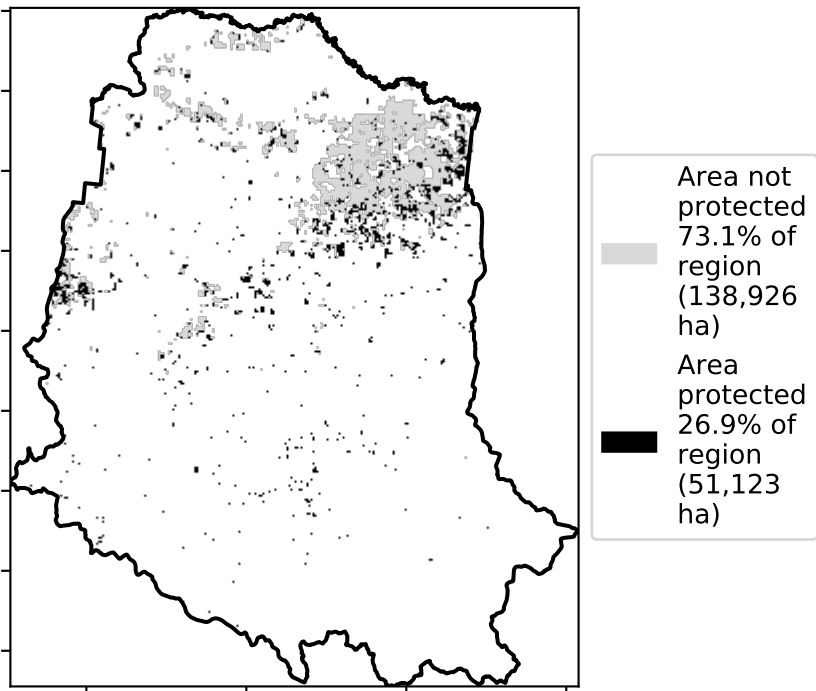 Area not
protected
73.1% of
region
(138,926
ha)
Area
protected
26.9% of
region
(51,123
ha)